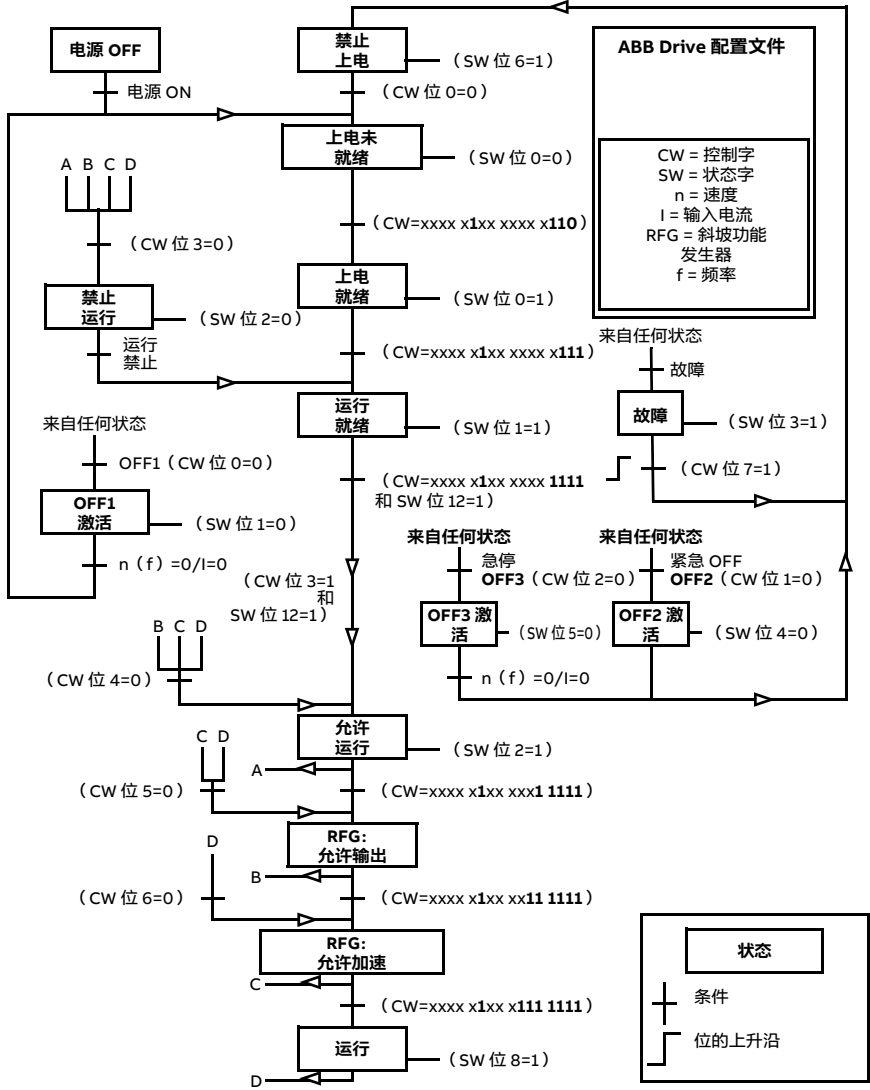 电源 OFF
电源 ON
禁止
上电
（SW 位 6=1）
（CW 位 0=0）
ABB Drive 配置文件
CW = 控制字
SW = 状态字
n = 速度
I = 输入电流
RFG = 斜坡功能
发生器
f = 频率
上电未
就绪
（SW 位 0=0）
A B C D
（CW 位 3=0）
（CW=xxxx x1xx xxxx x110）
禁止
运行
（SW 位 2=0）
运行
禁止
上电
就绪
（SW 位 0=1）
（CW=xxxx x1xx xxxx x111）
来自任何状态
故障
故障
（SW 位 3=1）
（CW 位 7=1）
运行
就绪
（SW 位 1=1）
（CW=xxxx x1xx xxxx 1111
和 SW 位 12=1）
来自任何状态
OFF1（CW 位 0=0）
OFF1
激活
（SW 位 1=0）
n（f）=0/I=0
（CW 位 3=1
和
SW 位 12=1）
来自任何状态
急停
OFF3（CW 位 2=0）
OFF3 激
活
（SW 位 5=0）
n（f）=0/I=0
来自任何状态
紧急 OFF
OFF2（CW 位 1=0）
OFF2 激
活
（SW 位 4=0）
B C D
（CW 位 4=0）
允许
运行
（SW 位 2=1）
C D
A
（CW 位 5=0）
（CW=xxxx x1xx xxx1 1111）
RFG:
允许输出
D
B
（CW 位 6=0）
（CW=xxxx x1xx xx11 1111）
RFG:
允许加速
C
（CW=xxxx x1xx x111 1111）
运行
（SW 位 8=1）
D
状态
条件
位的上升沿